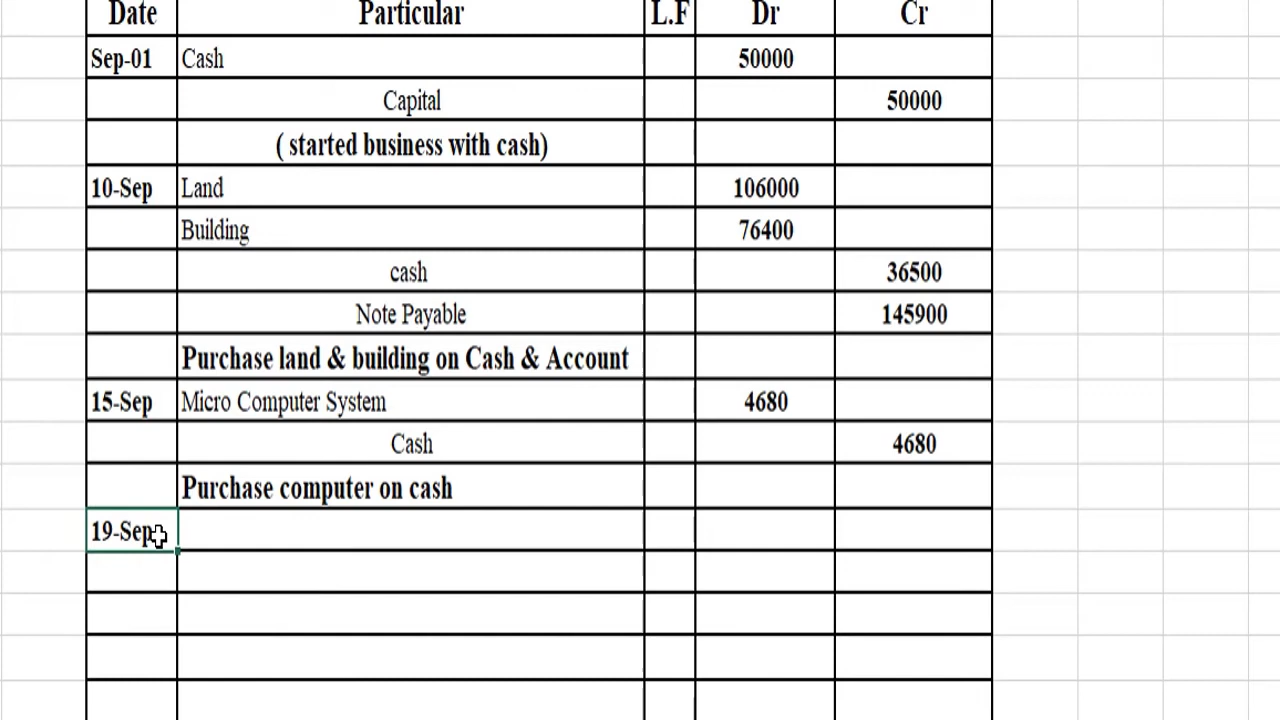 Date Particular L.F Dr Cr
Sep-01 Cash 50000
Capital 50000
( started business with cash)
10-Sep Land 106000
Building 76400
cash 36500
Note Payable 145900
Purchase land & building on Cash & Account
15-Sep Micro Computer System 4680
Cash 4680
Purchase computer on cash
19-Sep